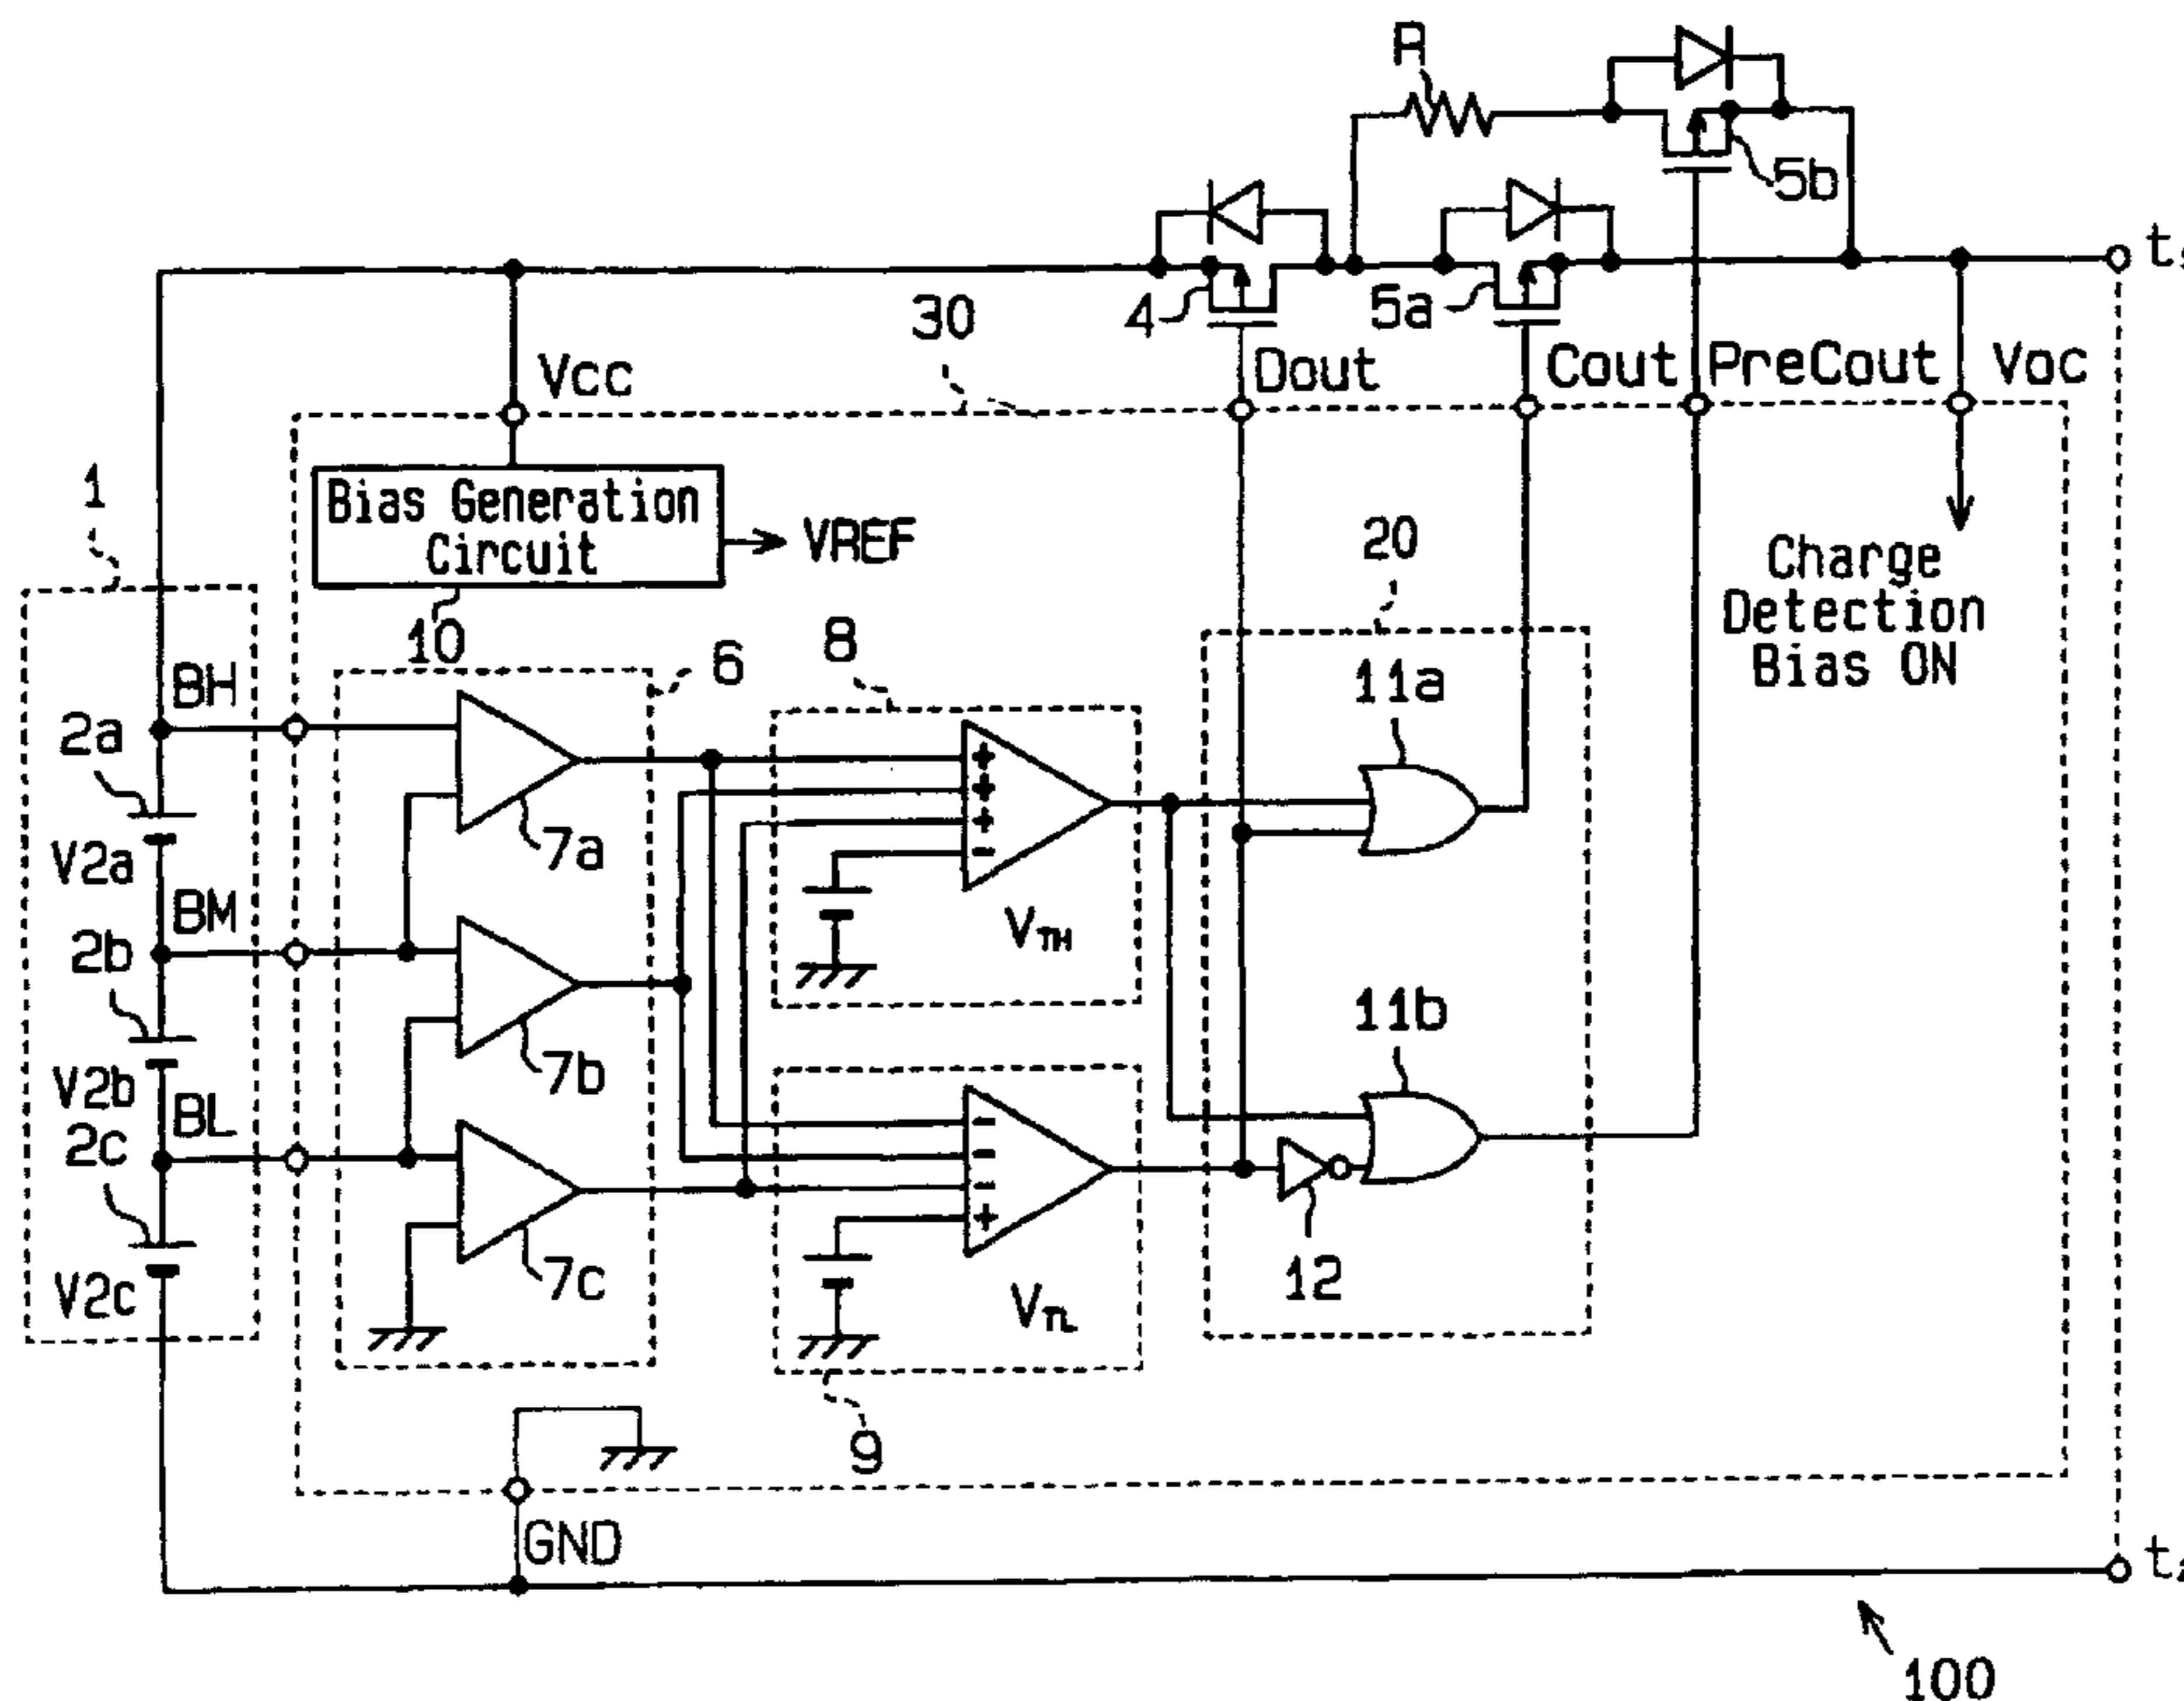 R
5b
4
5a
30
Vcc
Dout
Cout
PreCout
Vac
Bias Generation
Circuit
VREF
10
1
20
Charge
Detection
Bias ON
6
8
BH
2a
V2a
7a
11a
BM
2b
V2b
7b
+
+
+
-
VTH
11b
BL
2c
V2c
7c
-
-
-
+
VTL
12
9
GND
100